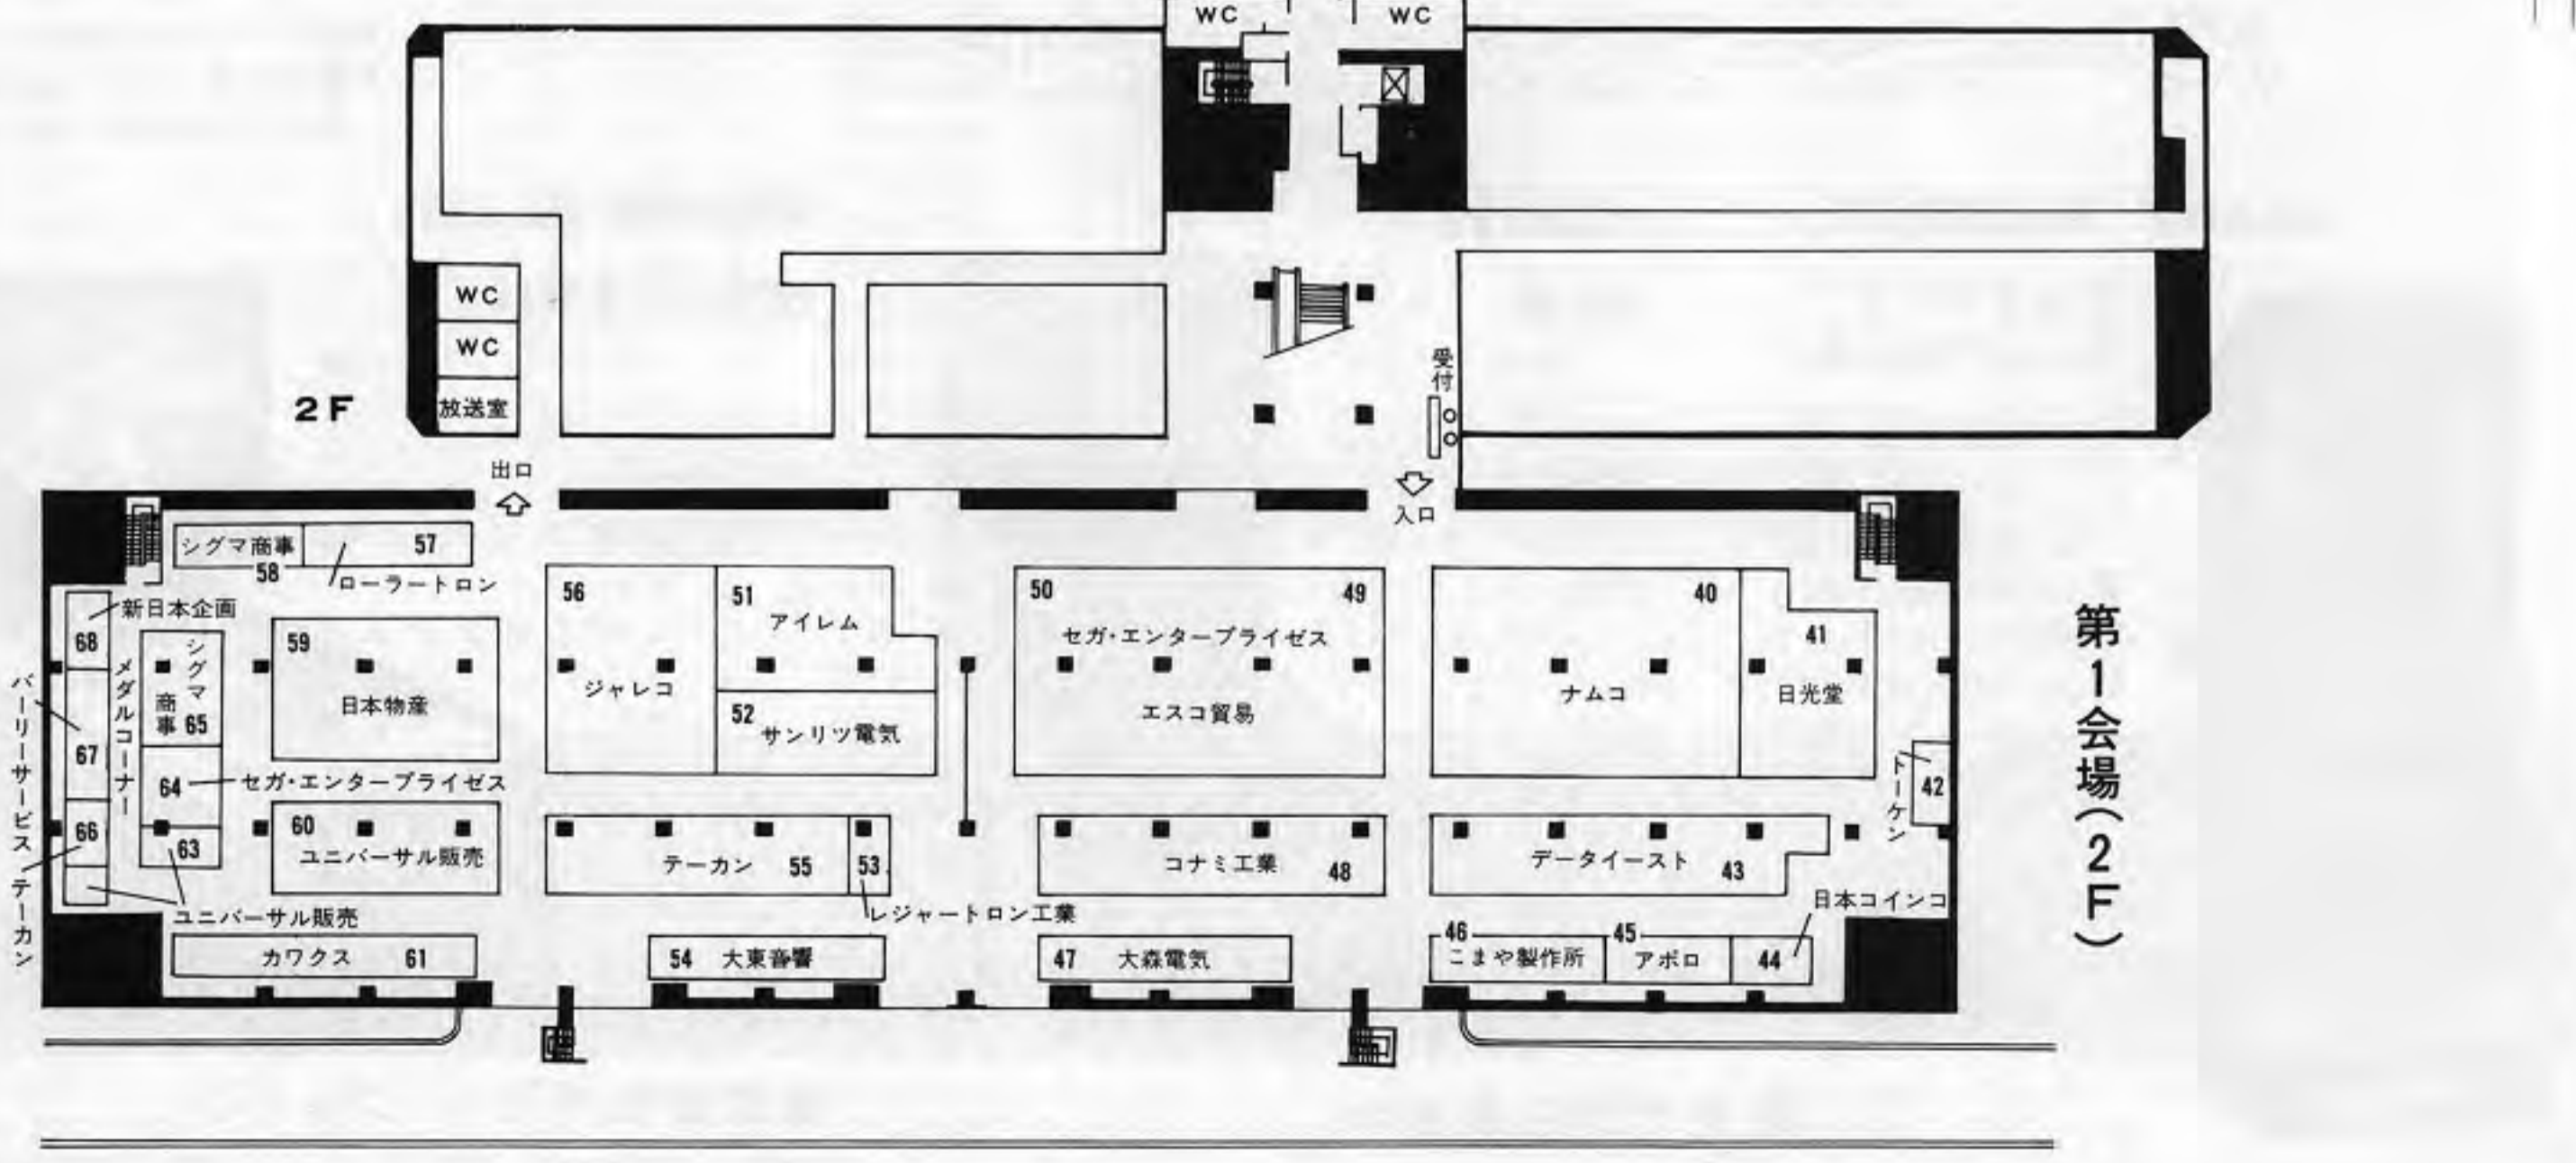 WC
WC
WC
WC
放送室
2F
受付
出口
入口
第1会場(2F)
シグマ商事
58
57
ローラートロン
新日本企画
68
バーリーサービス
67
66
テーカン
メダルコーナー
シグマ商事
65
64
セガ・エンタープライゼス
63
ユニバーサル販売
59
日本物産
60
ユニバーサル販売
カワクス
61
56
ジャレコ
51
アイレム
52
サンリツ電気
テーカン
55
53
レジャートロン工業
54
大東音響
50
49
セガ・エンタープライゼス
エスコ貿易
コナミ工業
48
47
大森電気
40
ナムコ
41
日光堂
トーケン
42
データイースト
43
日本コインコ
46
こまや製作所
45
アポロ
44